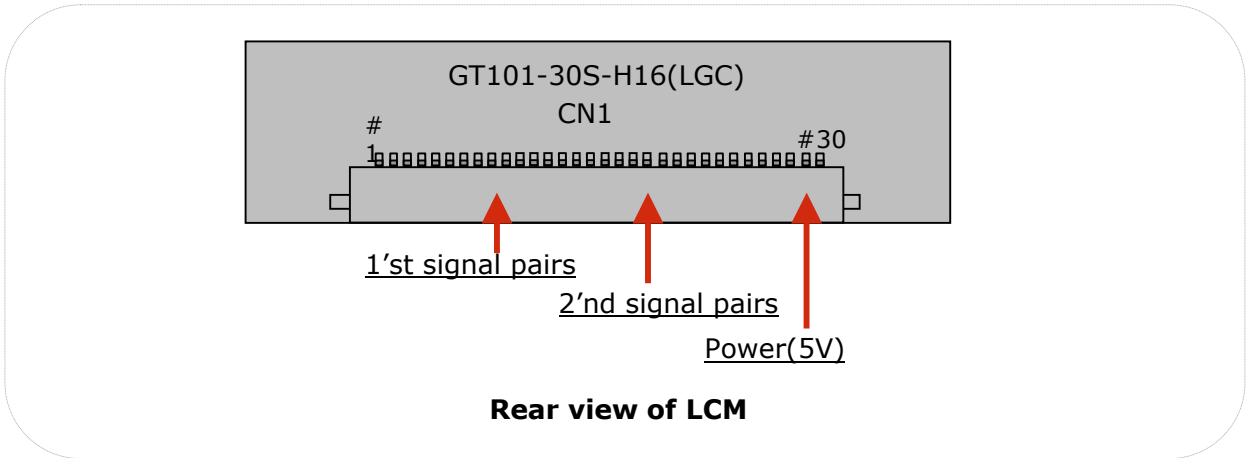 GT101-30S-H16(LGC)
CN1
#
1
#30
1’st signal pairs
2’nd signal pairs
Power(5V)
Rear view of LCM